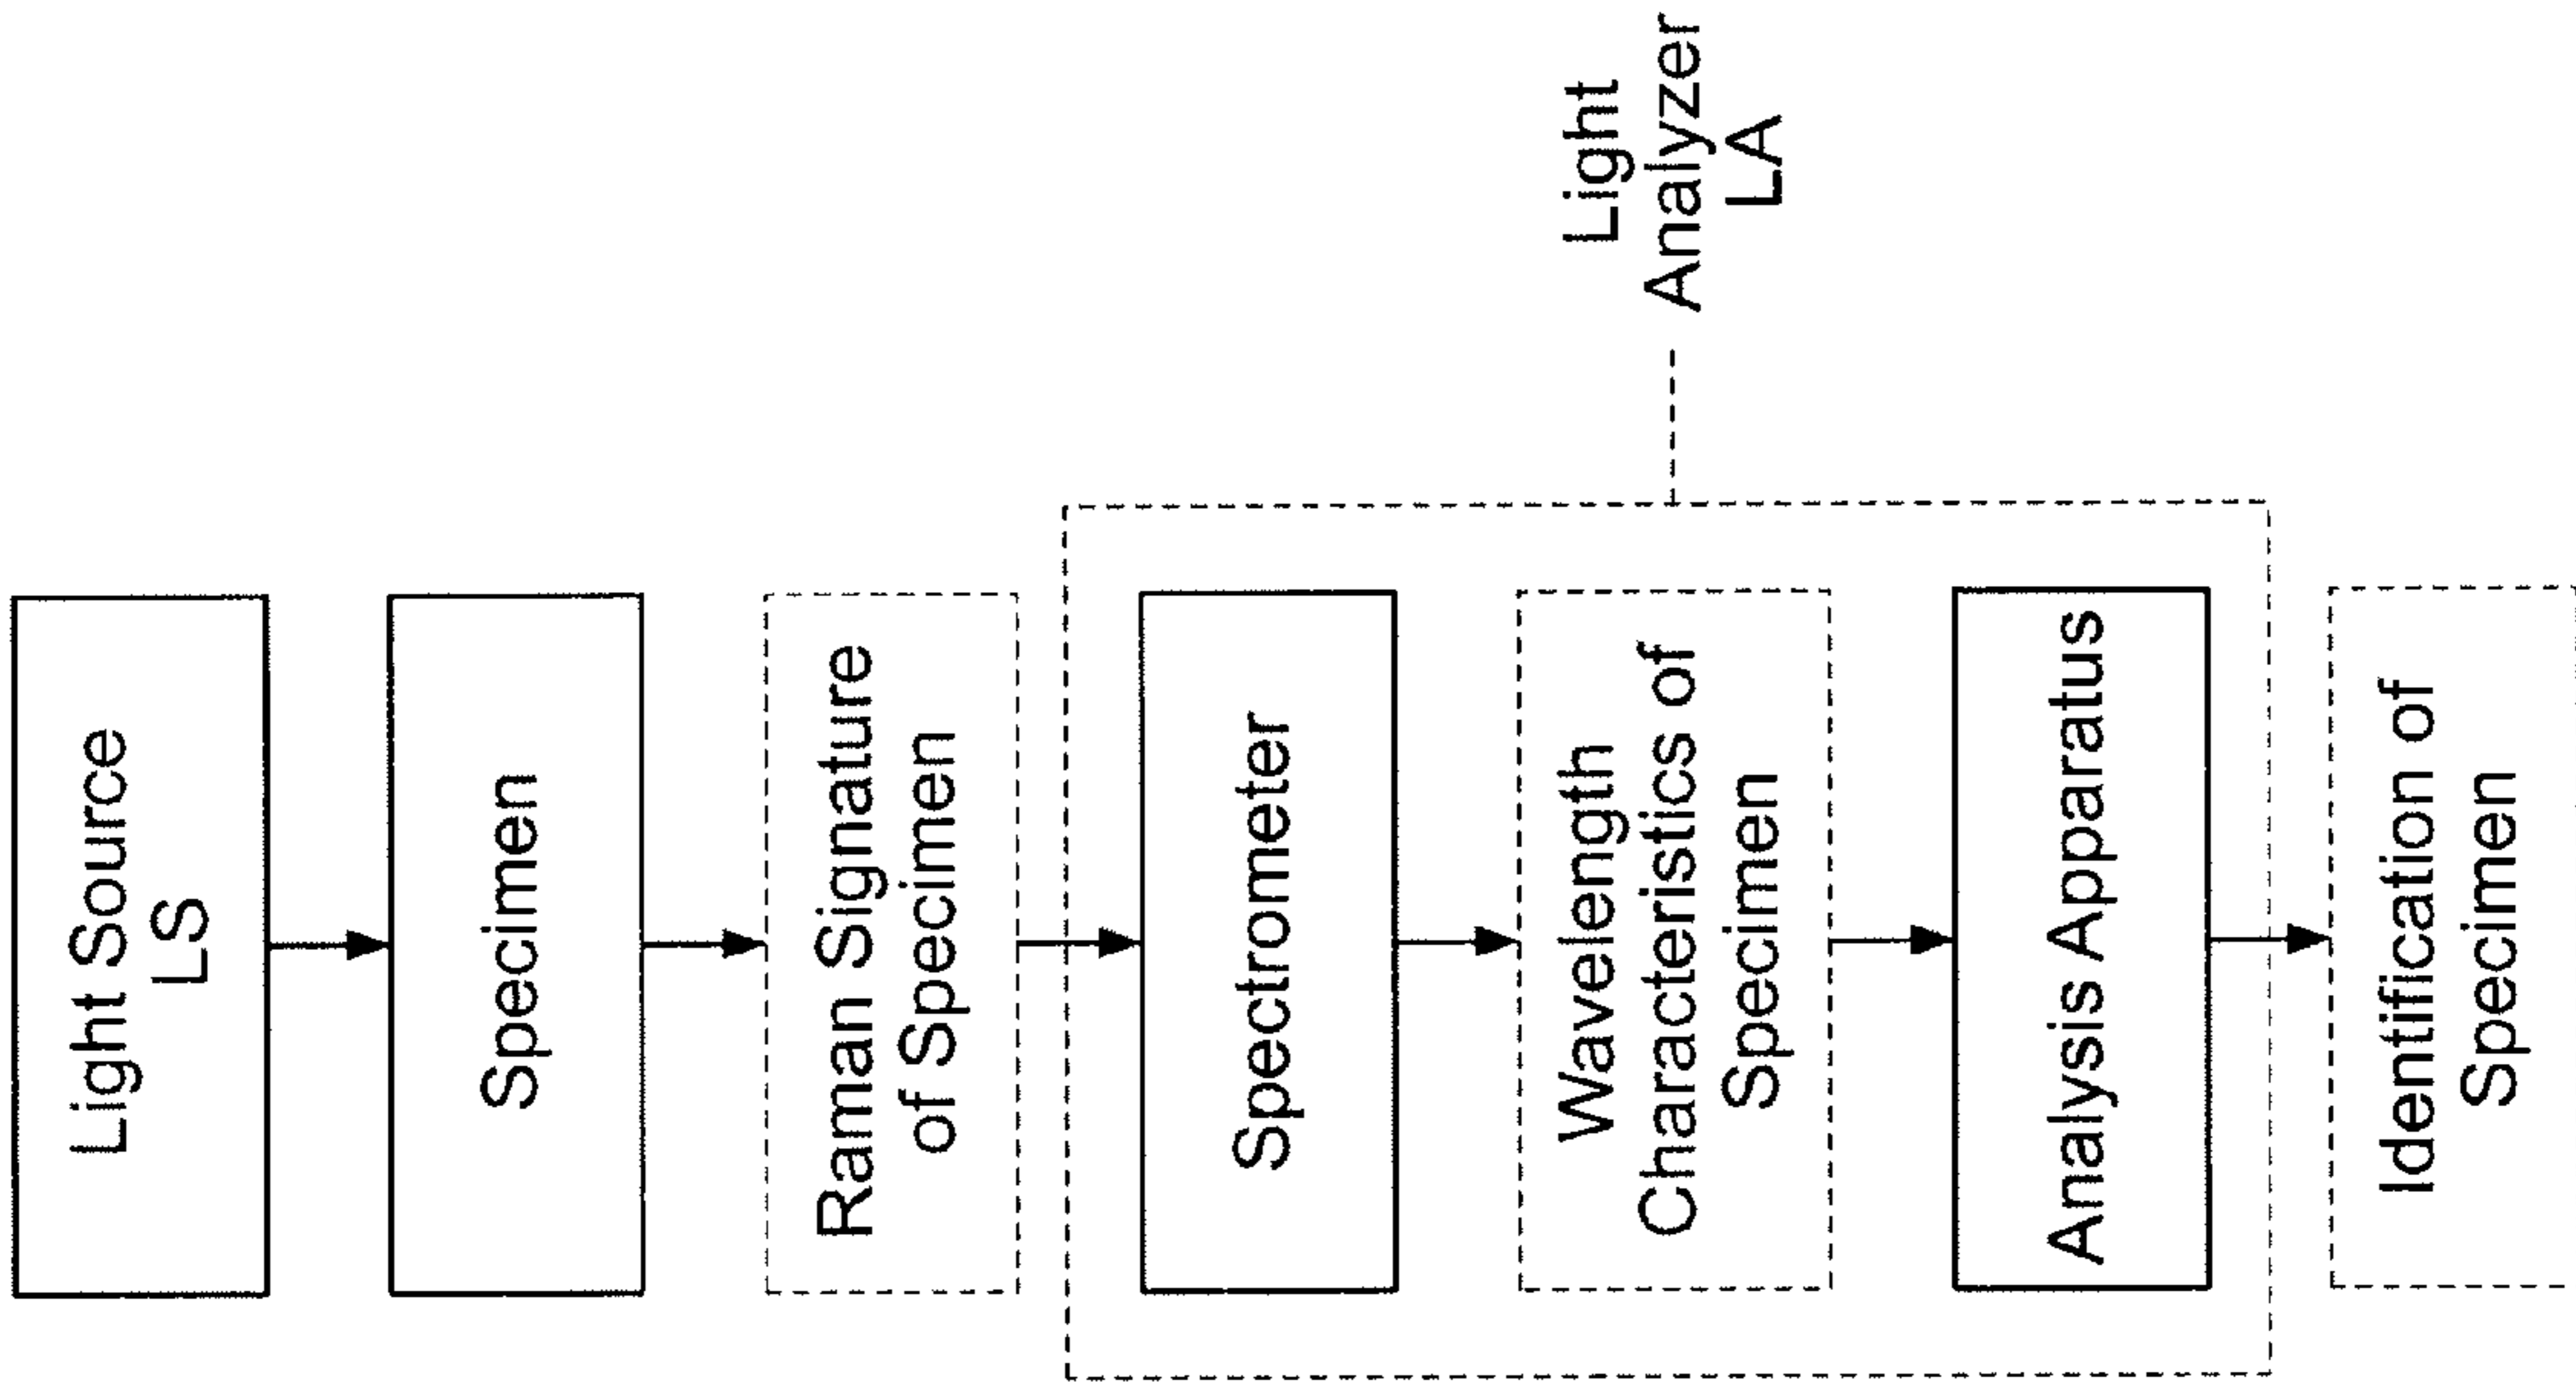 Light Source
LS
Specimen
Raman Signature
of Specimen
Spectrometer
Wavelength
Characteristics of
Specimen
Analysis Apparatus
Identification of
Specimen
Light
Analyzer
LA